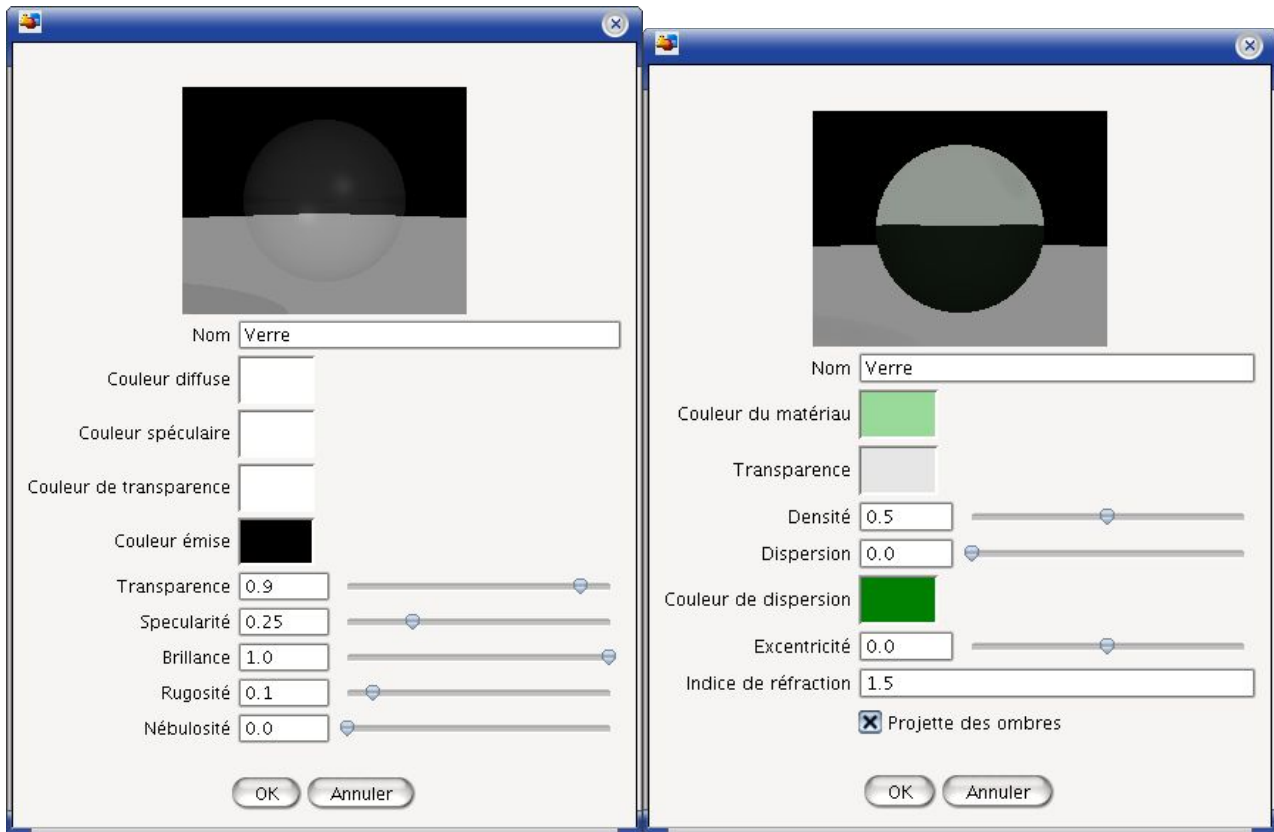 Nom Verre
Couleur diffuse
Couleur spéculaire
Couleur de transparence
Couleur émise
Transparence 0.9
Specularité 0.25
Brillance 1.0
Rugosité 0.1
Nébulosité 0.0
OK Annuler
Nom Verre
Couleur du matériau
Transparence
Densité 0.5
Dispersion 0.0
Couleur de dispersion
Excentricité 0.0
Indice de réfraction 1.5
Projette des ombres
OK Annuler